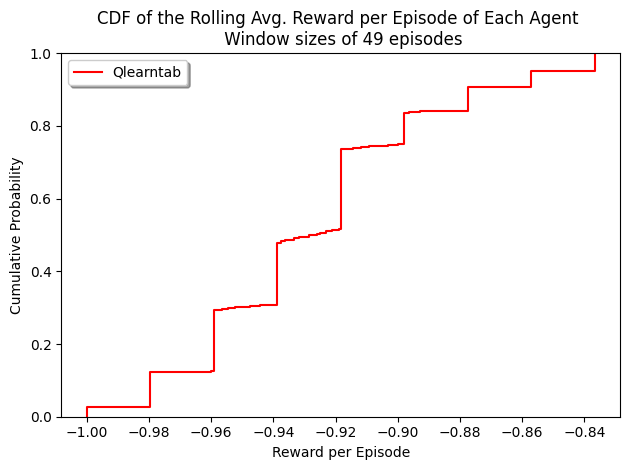 CDF of the Rolling Avg. Reward per Episode of Each Agent
Window sizes of 49 episodes
Qlearntab
Cumulative Probability
1.0
0.8
0.6
0.4
0.2
0.0
−1.00 −0.98 −0.96 −0.94 −0.92 −0.90 −0.88 −0.86 −0.84
Reward per Episode